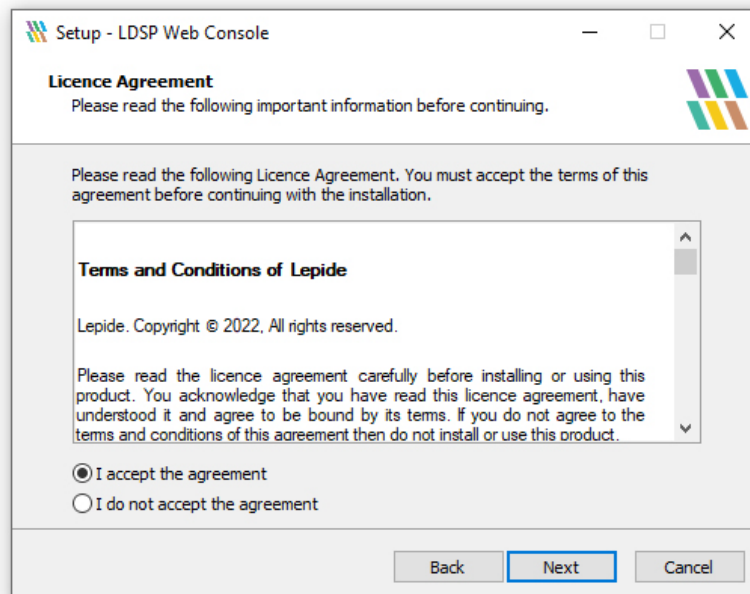 Setup - LDSP Web Console
Licence Agreement
Please read the following important information before continuing.
Please read the following Licence Agreement. You must accept the terms of this
agreement before continuing with the installation.
Terms and Conditions of Lepide
Lepide. Copyright © 2022, All rights reserved.
Please read the licence agreement carefully before installing or using this
product. You acknowledge that you have read this licence agreement, have
understood it and agree to be bound by its terms. If you do not agree to the
terms and conditions of this agreement then do not install or use this product.
I accept the agreement
I do not accept the agreement
Back
Next
Cancel